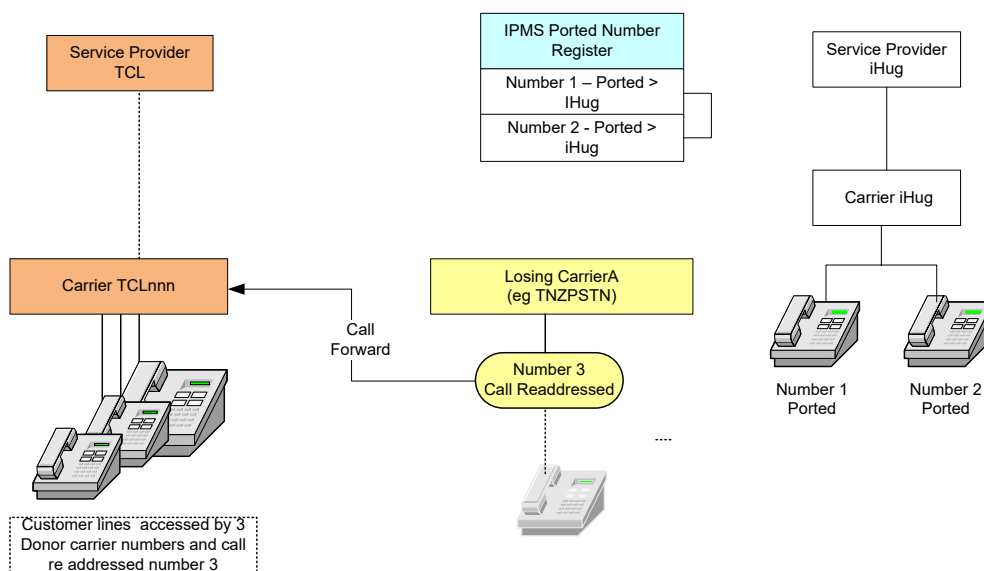 Service Provider
TCL
IPMS Ported Number
Register
Number 1 – Ported >
IHug
Number 2 - Ported >
iHug
Service Provider
iHug
Carrier iHug
Carrier TCLnnn
Losing CarrierA
(eg TNZPSTN)
Call
Forward
Number 3
Call Readdressed
Number 1
Ported
Number 2
Ported
Customer lines accessed by 3
Donor carrier numbers and call
re addressed number 3